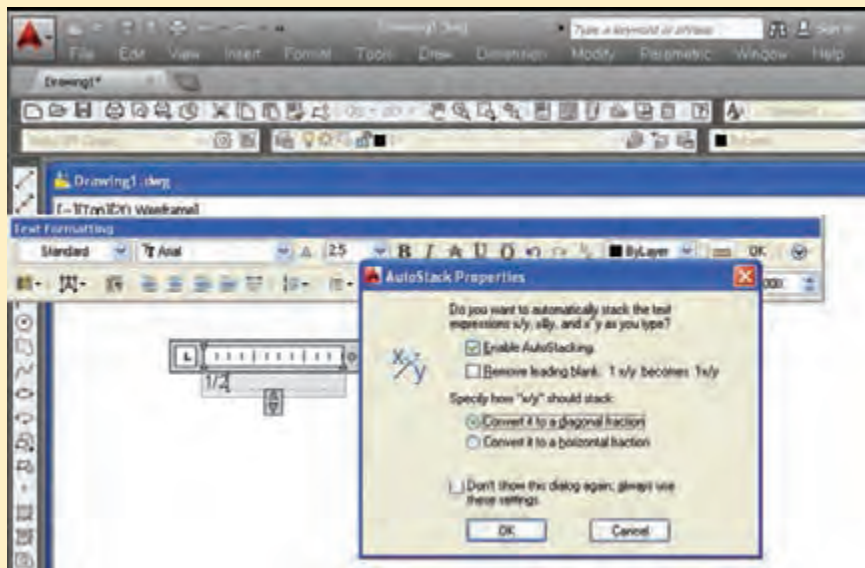 Type a keyword or phrase
File Edit View Insert Format Tools Draw Dimension Modify Parametric Window Help
Drawing1*
Drawing1.dwg
[-][Top][2D Wireframe]
Text Formatting
Standard Arial 2.5 B I A U O ByLayer OK
AutoStack Properties
Do you want to automatically stack the text
expressions x/y, x#y, and x^y as you type?
Enable AutoStacking
Remove leading blank: 1 x/y becomes 1x/y
Specify how "x/y" should stack:
Convert it to a diagonal fraction
Convert it to a horizontal fraction
Don't show this dialog again; always use
these settings
OK Cancel
1/2